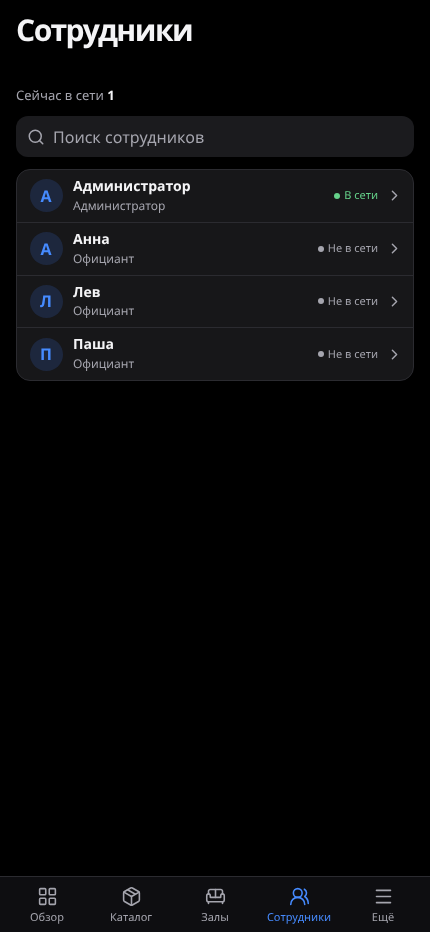 Сотрудники
Сейчас в сети 1
Поиск сотрудников
А
Администратор
Администратор
В сети
А
Анна
Официант
Не в сети
Л
Лев
Официант
Не в сети
П
Паша
Официант
Не в сети
Обзор
Каталог
Залы
Сотрудники
Ещё